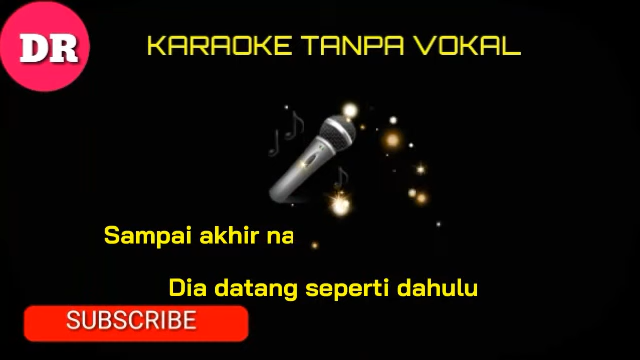 DR
KARAOKE TANPA VOKAL
Sampai akhir na
Dia datang seperti dahulu
SUBSCRIBE